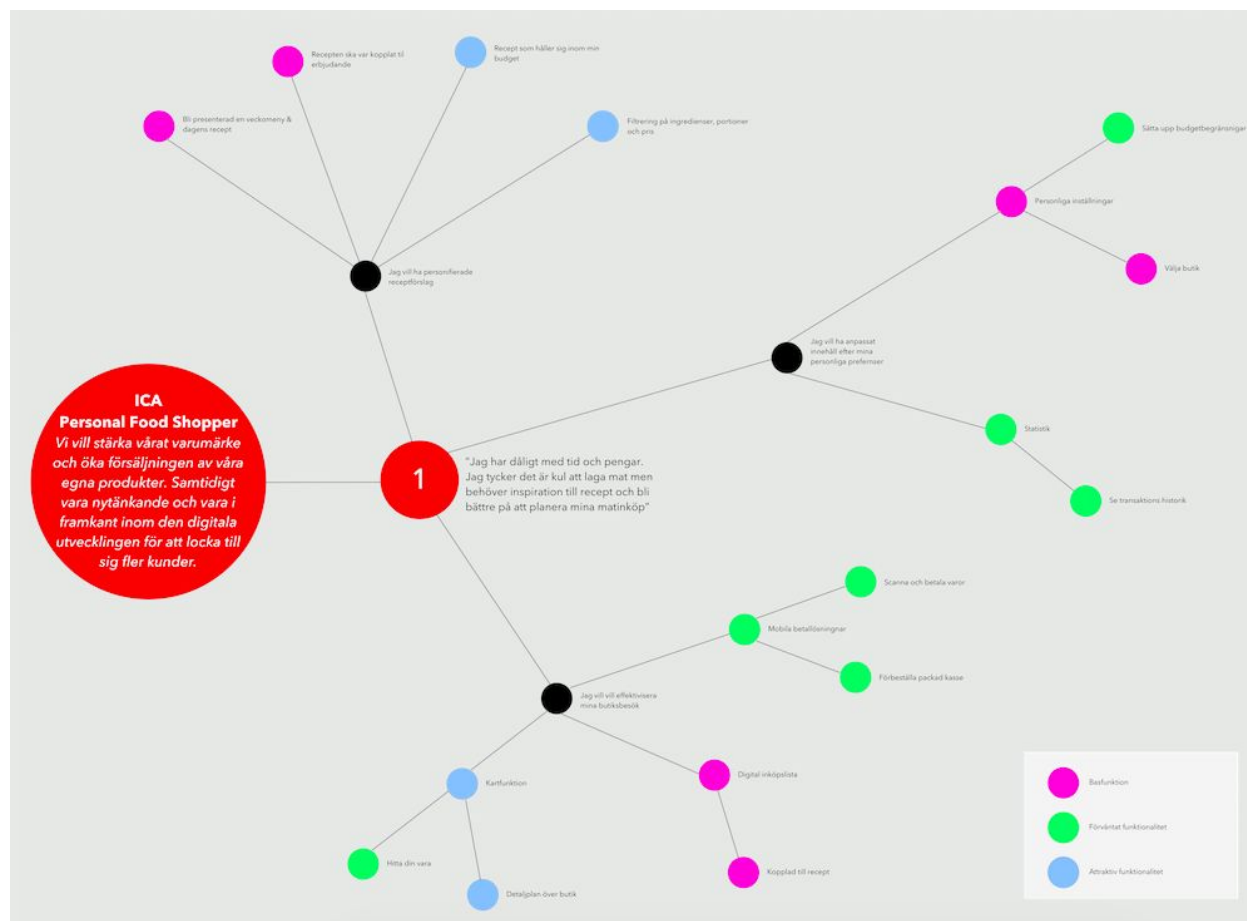 Recepten ska var kopplat til
erbjudande
Recept som håller sig inom min
budget
Bli presenterad en veckomeny &
dagens recept
Filtrering på ingredienser, portioner
och pris
Sätta upp budgetbegränsnigar
Personliga inställningar
Välja butik
Jag vill ha personifierade
receptförslag
Jag vill ha anpassat
innehåll efter mina
personliga prefernser
ICA
Personal Food Shopper
Vi vill stärka vårat varumärke
och öka försäljningen av våra
egna produkter. Samtidigt
vara nytänkande och vara i
framkant inom den digitala
utvecklingen för att locka till
sig fler kunder.
1
"Jag har dåligt med tid och pengar.
Jag tycker det är kul att laga mat men
behöver inspiration till recept och bli
bättre på att planera mina matinköp"
Statistik
Se transaktions historik
Scanna och betala varor
Mobila betallösningnar
Förbeställa packad kasse
Jag vill vill effektivisera
mina butiksbesök
Kartfunktion
Digital inköpslista
Hitta din vara
Detaljplan över butik
Kopplad till recept
Basfunktion
Förväntat funktionalitet
Attraktiv funktionalitet